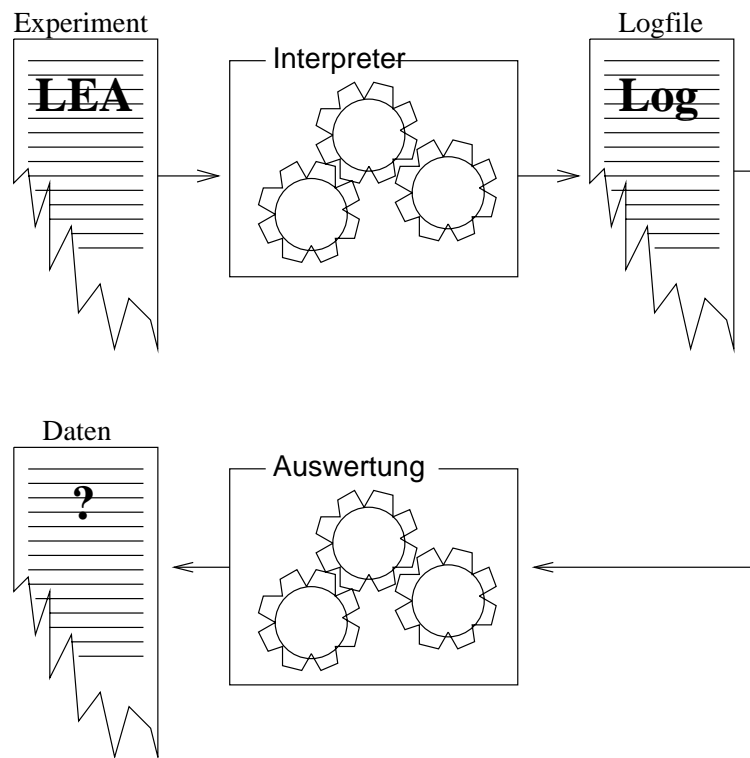 Experiment
LEA
Interpreter
Logfile
Log
Daten
?
Auswertung